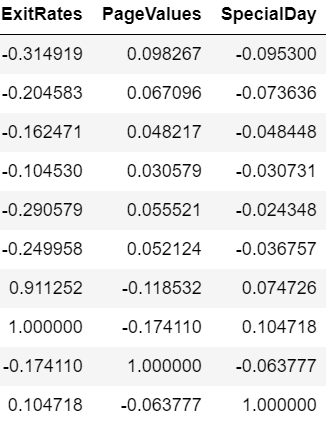 ExitRates PageValues SpecialDay
-0.314919 0.098267 -0.095300
-0.204583 0.067096 -0.073636
-0.162471 0.048217 -0.048448
-0.104530 0.030579 -0.030731
-0.290579 0.055521 -0.024348
-0.249958 0.052124 -0.036757
0.911252 -0.118532 0.074726
1.000000 -0.174110 0.104718
-0.174110 1.000000 -0.063777
0.104718 -0.063777 1.000000